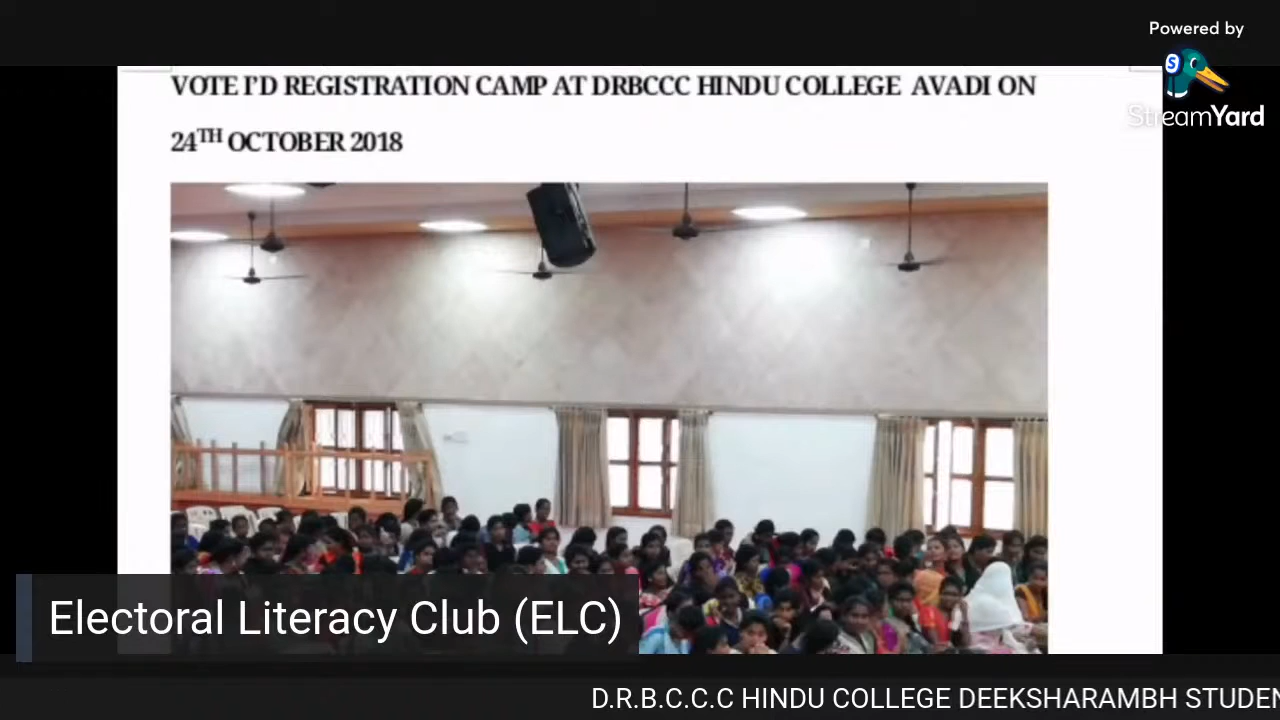 Powered by
StreamYard
VOTE I'D REGISTRATION CAMP AT DRBCCC HINDU COLLEGE AVADI ON
24TH OCTOBER 2018
Electoral Literacy Club (ELC)
D.R.B.C.C.C HINDU COLLEGE DEEKSHARAMBH STUDEN